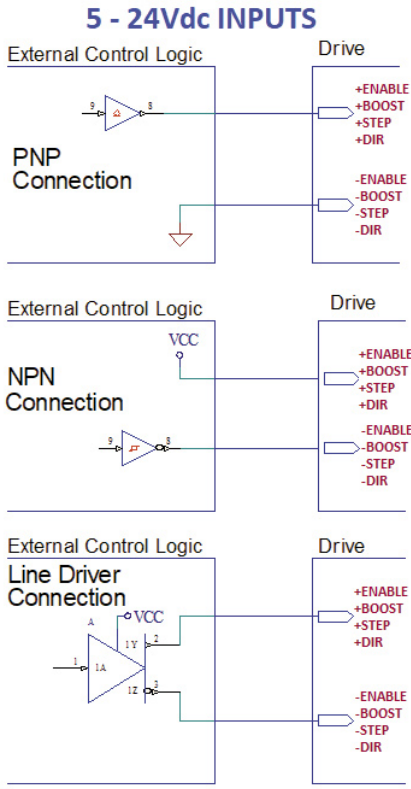 5 - 24Vdc INPUTS
External Control Logic
Drive
9
8
+ENABLE
+BOOST
+STEP
+DIR
PNP
Connection
-ENABLE
-BOOST
-STEP
-DIR
External Control Logic
Drive
VCC
+ENABLE
+BOOST
+STEP
+DIR
NPN
Connection
9
8
-ENABLE
-BOOST
-STEP
-DIR
External Control Logic
Drive
Line Driver
Connection
A
VCC
+ENABLE
+BOOST
+STEP
+DIR
1Y
2
1
1A
1Z
3
-ENABLE
-BOOST
-STEP
-DIR